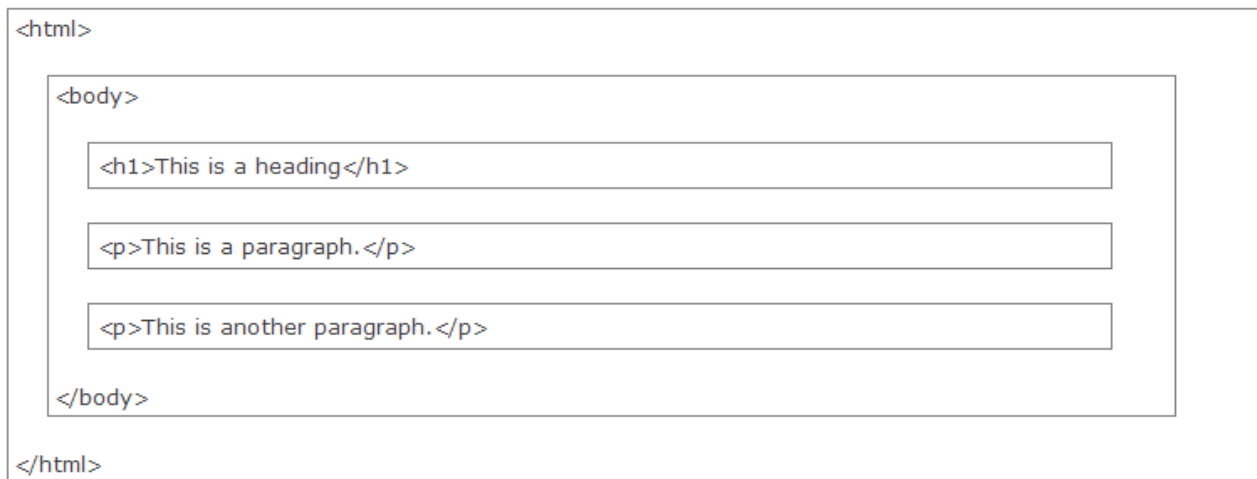 <html>
<body>
<h1>This is a heading</h1>
<p>This is a paragraph.</p>
<p>This is another paragraph.</p>
</body>
</html>